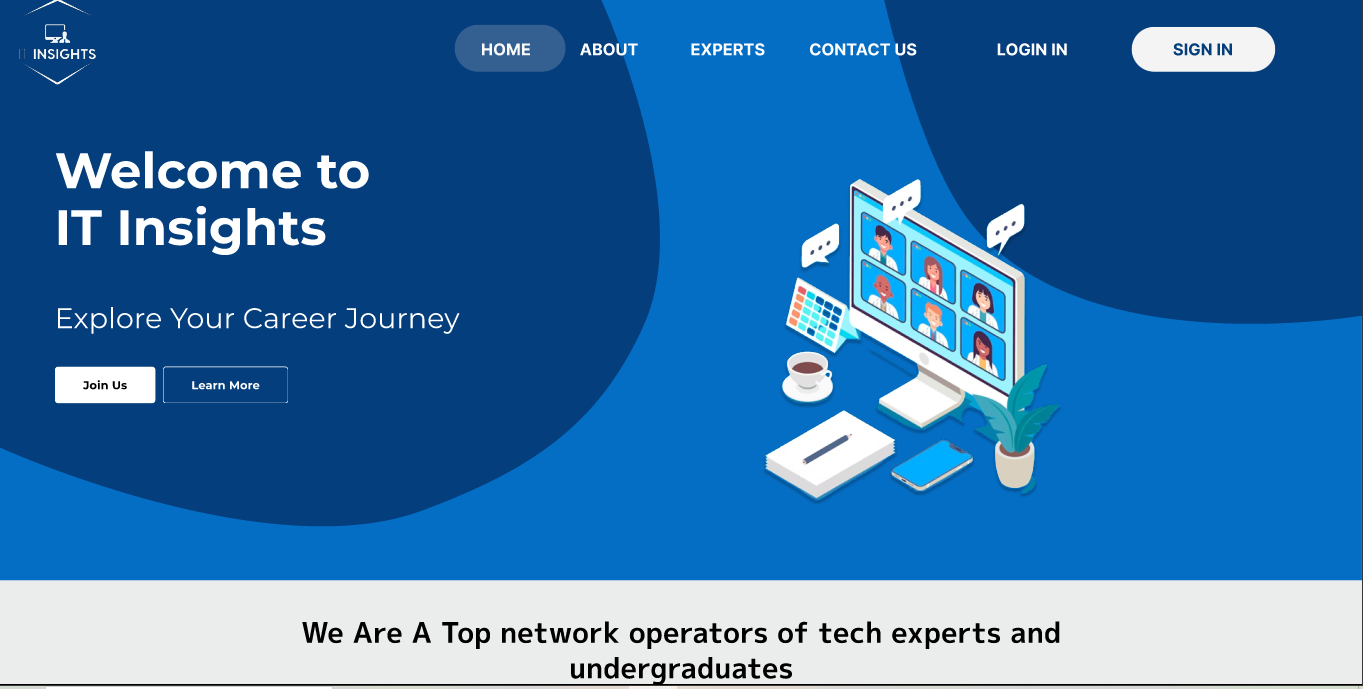 INSIGHTS
HOME ABOUT EXPERTS CONTACT US LOGIN IN SIGN IN
Welcome to
IT Insights
Explore Your Career Journey
Join Us Learn More
We Are A Top network operators of tech experts and
undergraduates